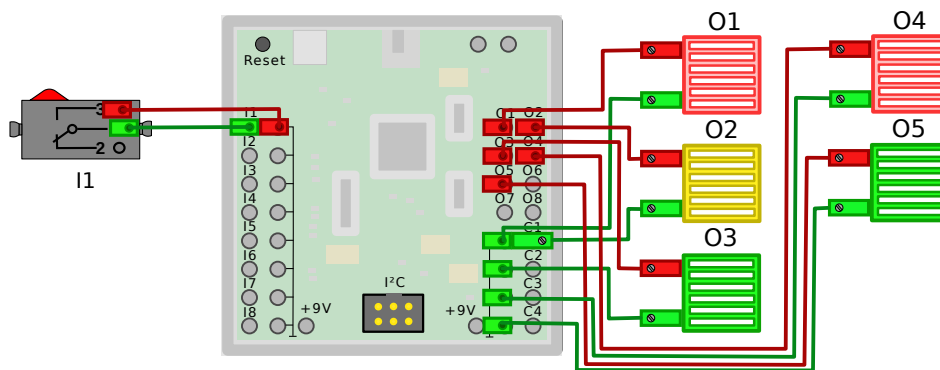 Reset
3
2
I1
I1
I2
I3
I4
I5
I6
I7
I8
+9V
I²C
+9V
O1 O2
O3 O4
O5 O6
O7 O8
C1
C2
C3
C4
O1
O2
O3
O4
O5